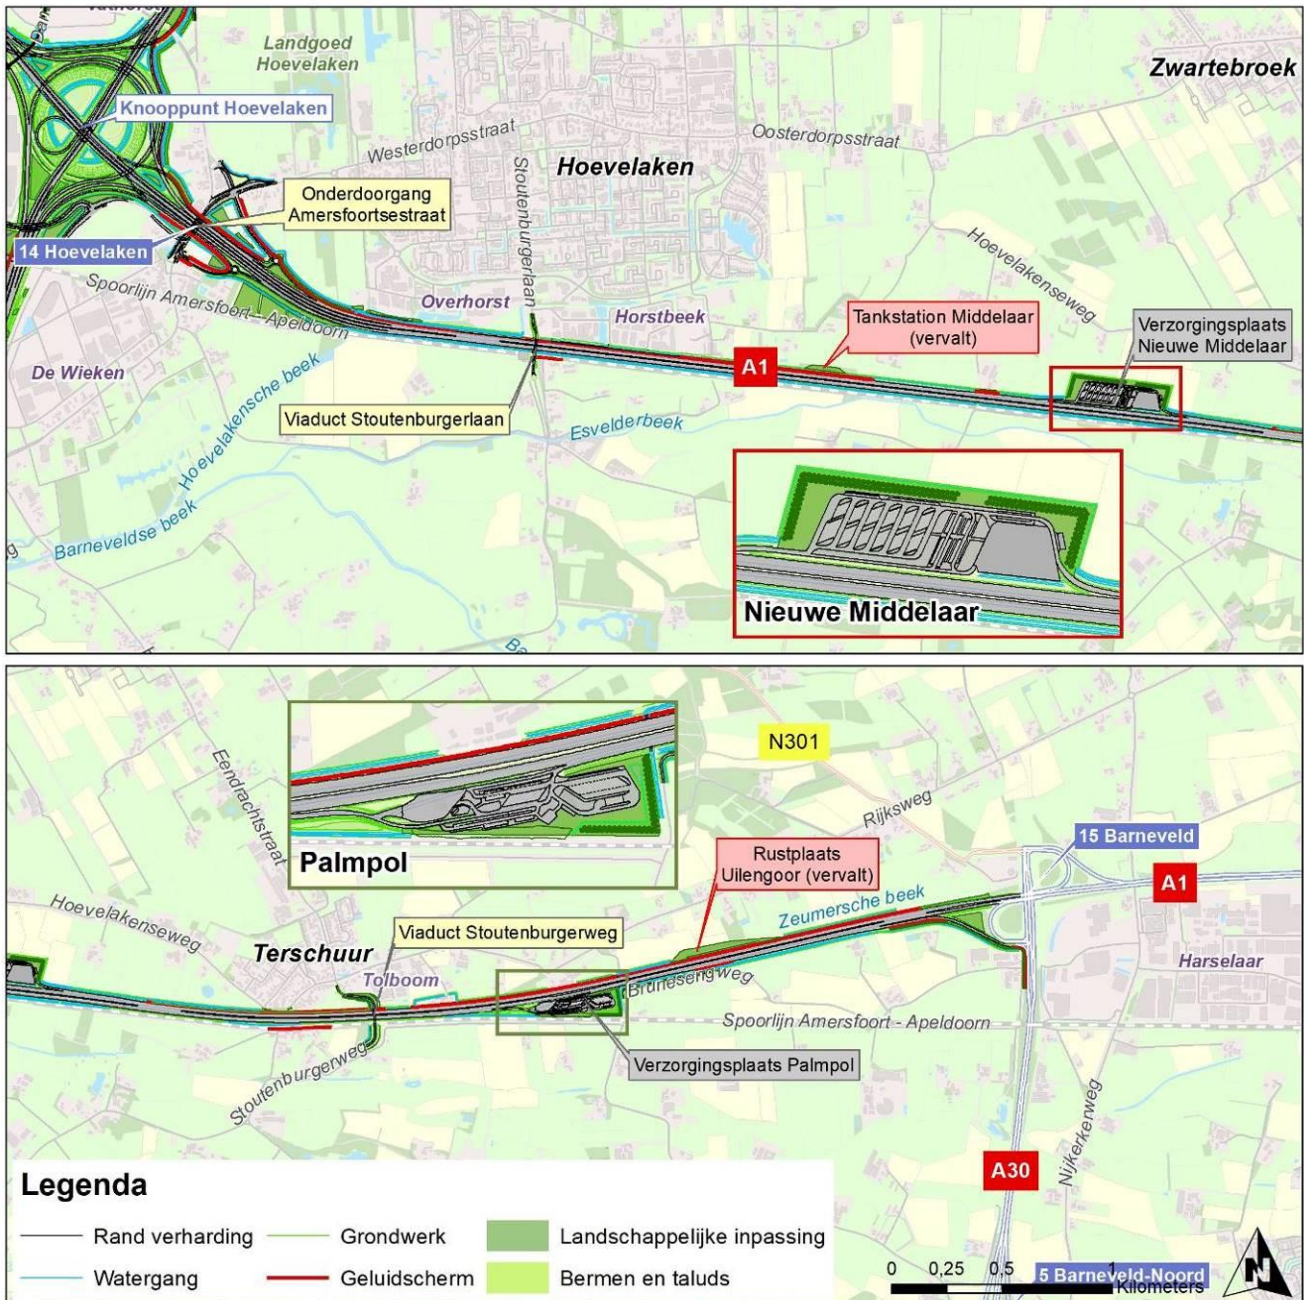 Landgoed
Hoevelaken
Zwartebroek
Knooppunt Hoevelaken
Westerdorpsstraat
Oosterdorpsstraat
Stoutenburgerlaan
Hoevelaken
Onderdoorgang
Amersfoortsestraat
14 Hoevelaken
Hoevelakenseweg
Spoorlijn Amersfoort - Apeldoorn
Overhorst
Horstbeek
Tankstation Middelaar
(vervalt)
Verzorgingsplaats
Nieuwe Middelaar
De Wieken
A1
Hoevelakensche beek
Viaduct Stoutenburgerlaan
Esvelderbeek
Barneveldse beek
Nieuwe Middelaar
Eendrachtstraat
N301
Palmpol
Rijksweg
15 Barneveld
Rustplaats
Uilengoor (vervalt)
A1
Hoevelakenseweg
Zeumersche beek
Viaduct Stoutenburgerweg
Terschuur
Tolboom
Harselaar
Brunesengweg
Spoorlijn Amersfoort - Apeldoorn
Stoutenburgerweg
Verzorgingsplaats Palmpol
Nijkerkerweg
A30
Legenda
Rand verharding
Grondwerk
Landschappelijke inpassing
Watergang
Geluidscherm
Bermen en taluds
0 0,25 0,5 1
Kilometers
5 Barneveld-Noord
N